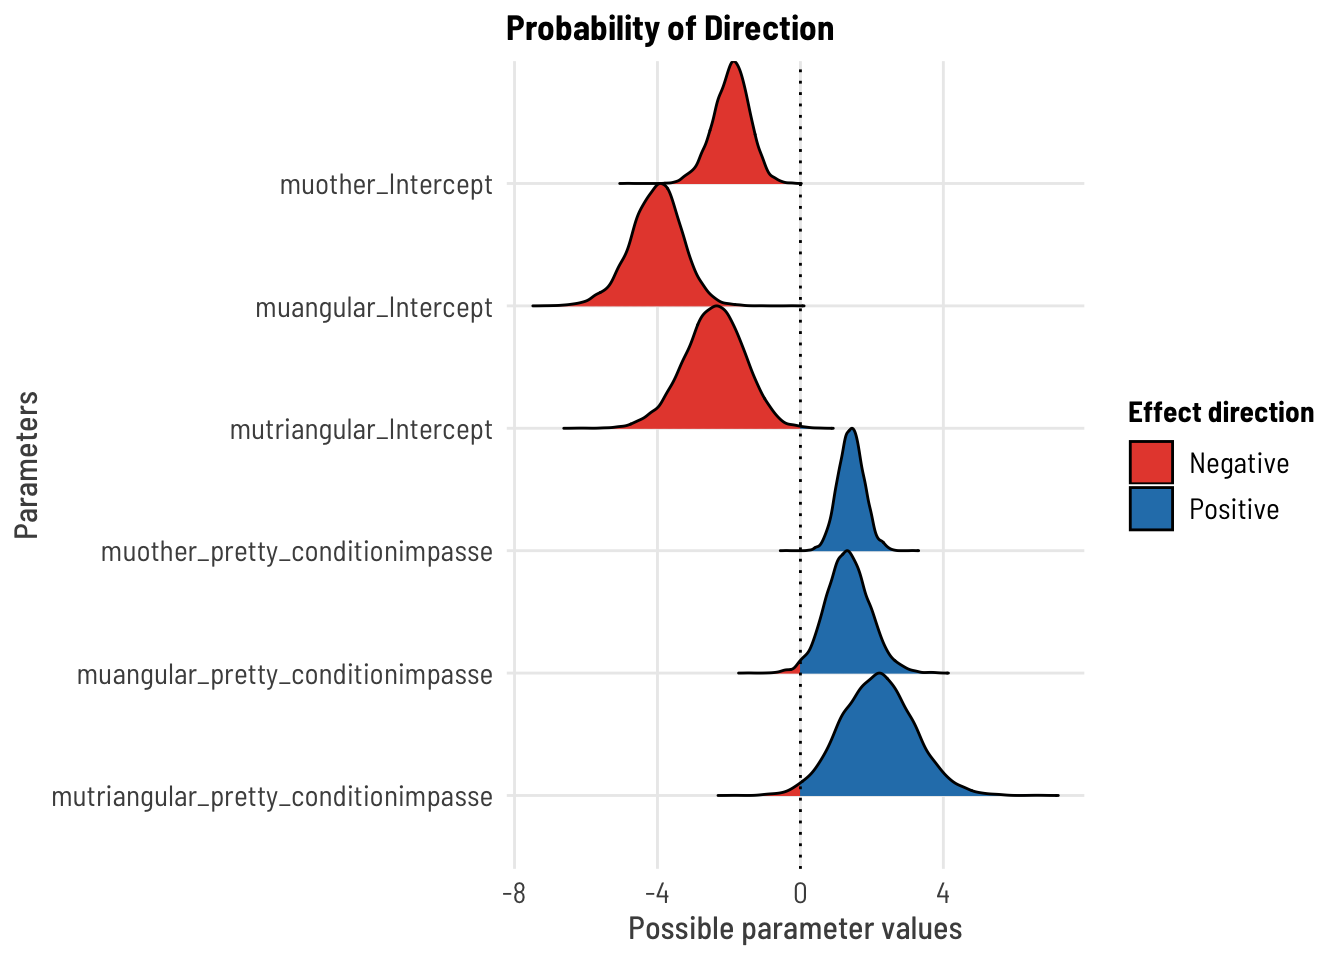 Probability of Direction
muother_Intercept
muangular_Intercept
mutriangular_Intercept
muother_pretty_conditionimpasse
muangular_pretty_conditionimpasse
mutriangular_pretty_conditionimpasse
Parameters
-8 -4 0 4
Possible parameter values
Effect direction
Negative
Positive